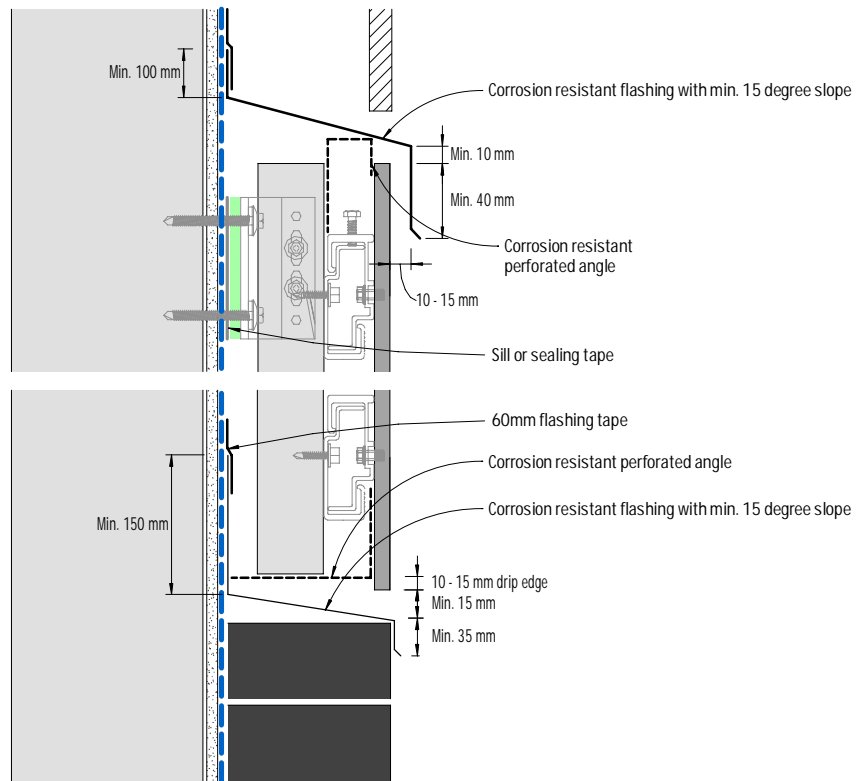 Min. 100 mm
Corrosion resistant flashing with min. 15 degree slope
Min. 10 mm
Min. 40 mm
Corrosion resistant
perforated angle
10 - 15 mm
Sill or sealing tape
60mm flashing tape
Corrosion resistant perforated angle
Corrosion resistant flashing with min. 15 degree slope
Min. 150 mm
10 - 15 mm drip edge
Min. 15 mm
Min. 35 mm